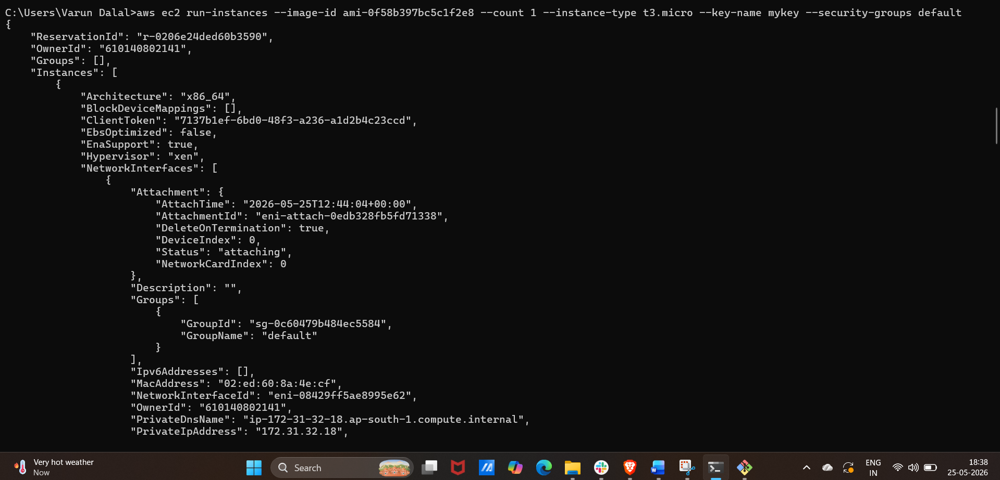 C:\Users\Varun Dalal>aws ec2 run-instances --image-id ami-0f58b397bc5c1f2e8 --count 1 --instance-type t3.micro --key-name mykey --security-groups default
{
    "ReservationId": "r-0206e24ded60b3590",
    "OwnerId": "610140802141",
    "Groups": [],
    "Instances": [
        {
            "Architecture": "x86_64",
            "BlockDeviceMappings": [],
            "ClientToken": "7137b1ef-6bd0-48f3-a236-a1d2b4c23ccd",
            "EbsOptimized": false,
            "EnaSupport": true,
            "Hypervisor": "xen",
            "NetworkInterfaces": [
                {
                    "Attachment": {
                        "AttachTime": "2026-05-25T12:44:04+00:00",
                        "AttachmentId": "eni-attach-0edb328fb5fd71338",
                        "DeleteOnTermination": true,
                        "DeviceIndex": 0,
                        "Status": "attaching",
                        "NetworkCardIndex": 0
                    },
                    "Description": "",
                    "Groups": [
                        {
                            "GroupId": "sg-0c60479b484ec5584",
                            "GroupName": "default"
                        }
                    ],
                    "Ipv6Addresses": [],
                    "MacAddress": "02:ed:60:8a:4e:cf",
                    "NetworkInterfaceId": "eni-08429ff5ae8995e62",
                    "OwnerId": "610140802141",
                    "PrivateDnsName": "ip-172-31-32-18.ap-south-1.compute.internal",
                    "PrivateIpAddress": "172.31.32.18",
Very hot weather
Now
Search
ENG
IN
18:38
25-05-2026